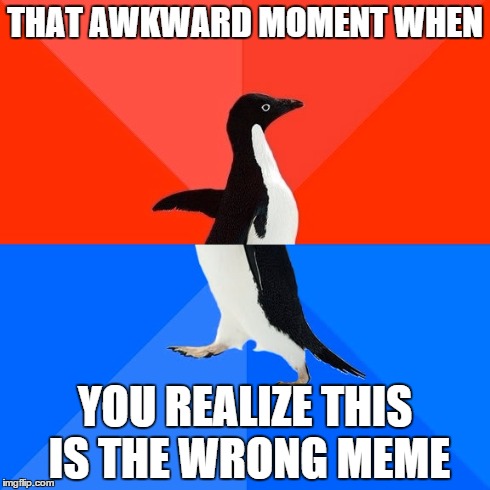 THAT AWKWARD MOMENT WHEN
YOU REALIZE THIS
IS THE WRONG MEME
imgflip.com